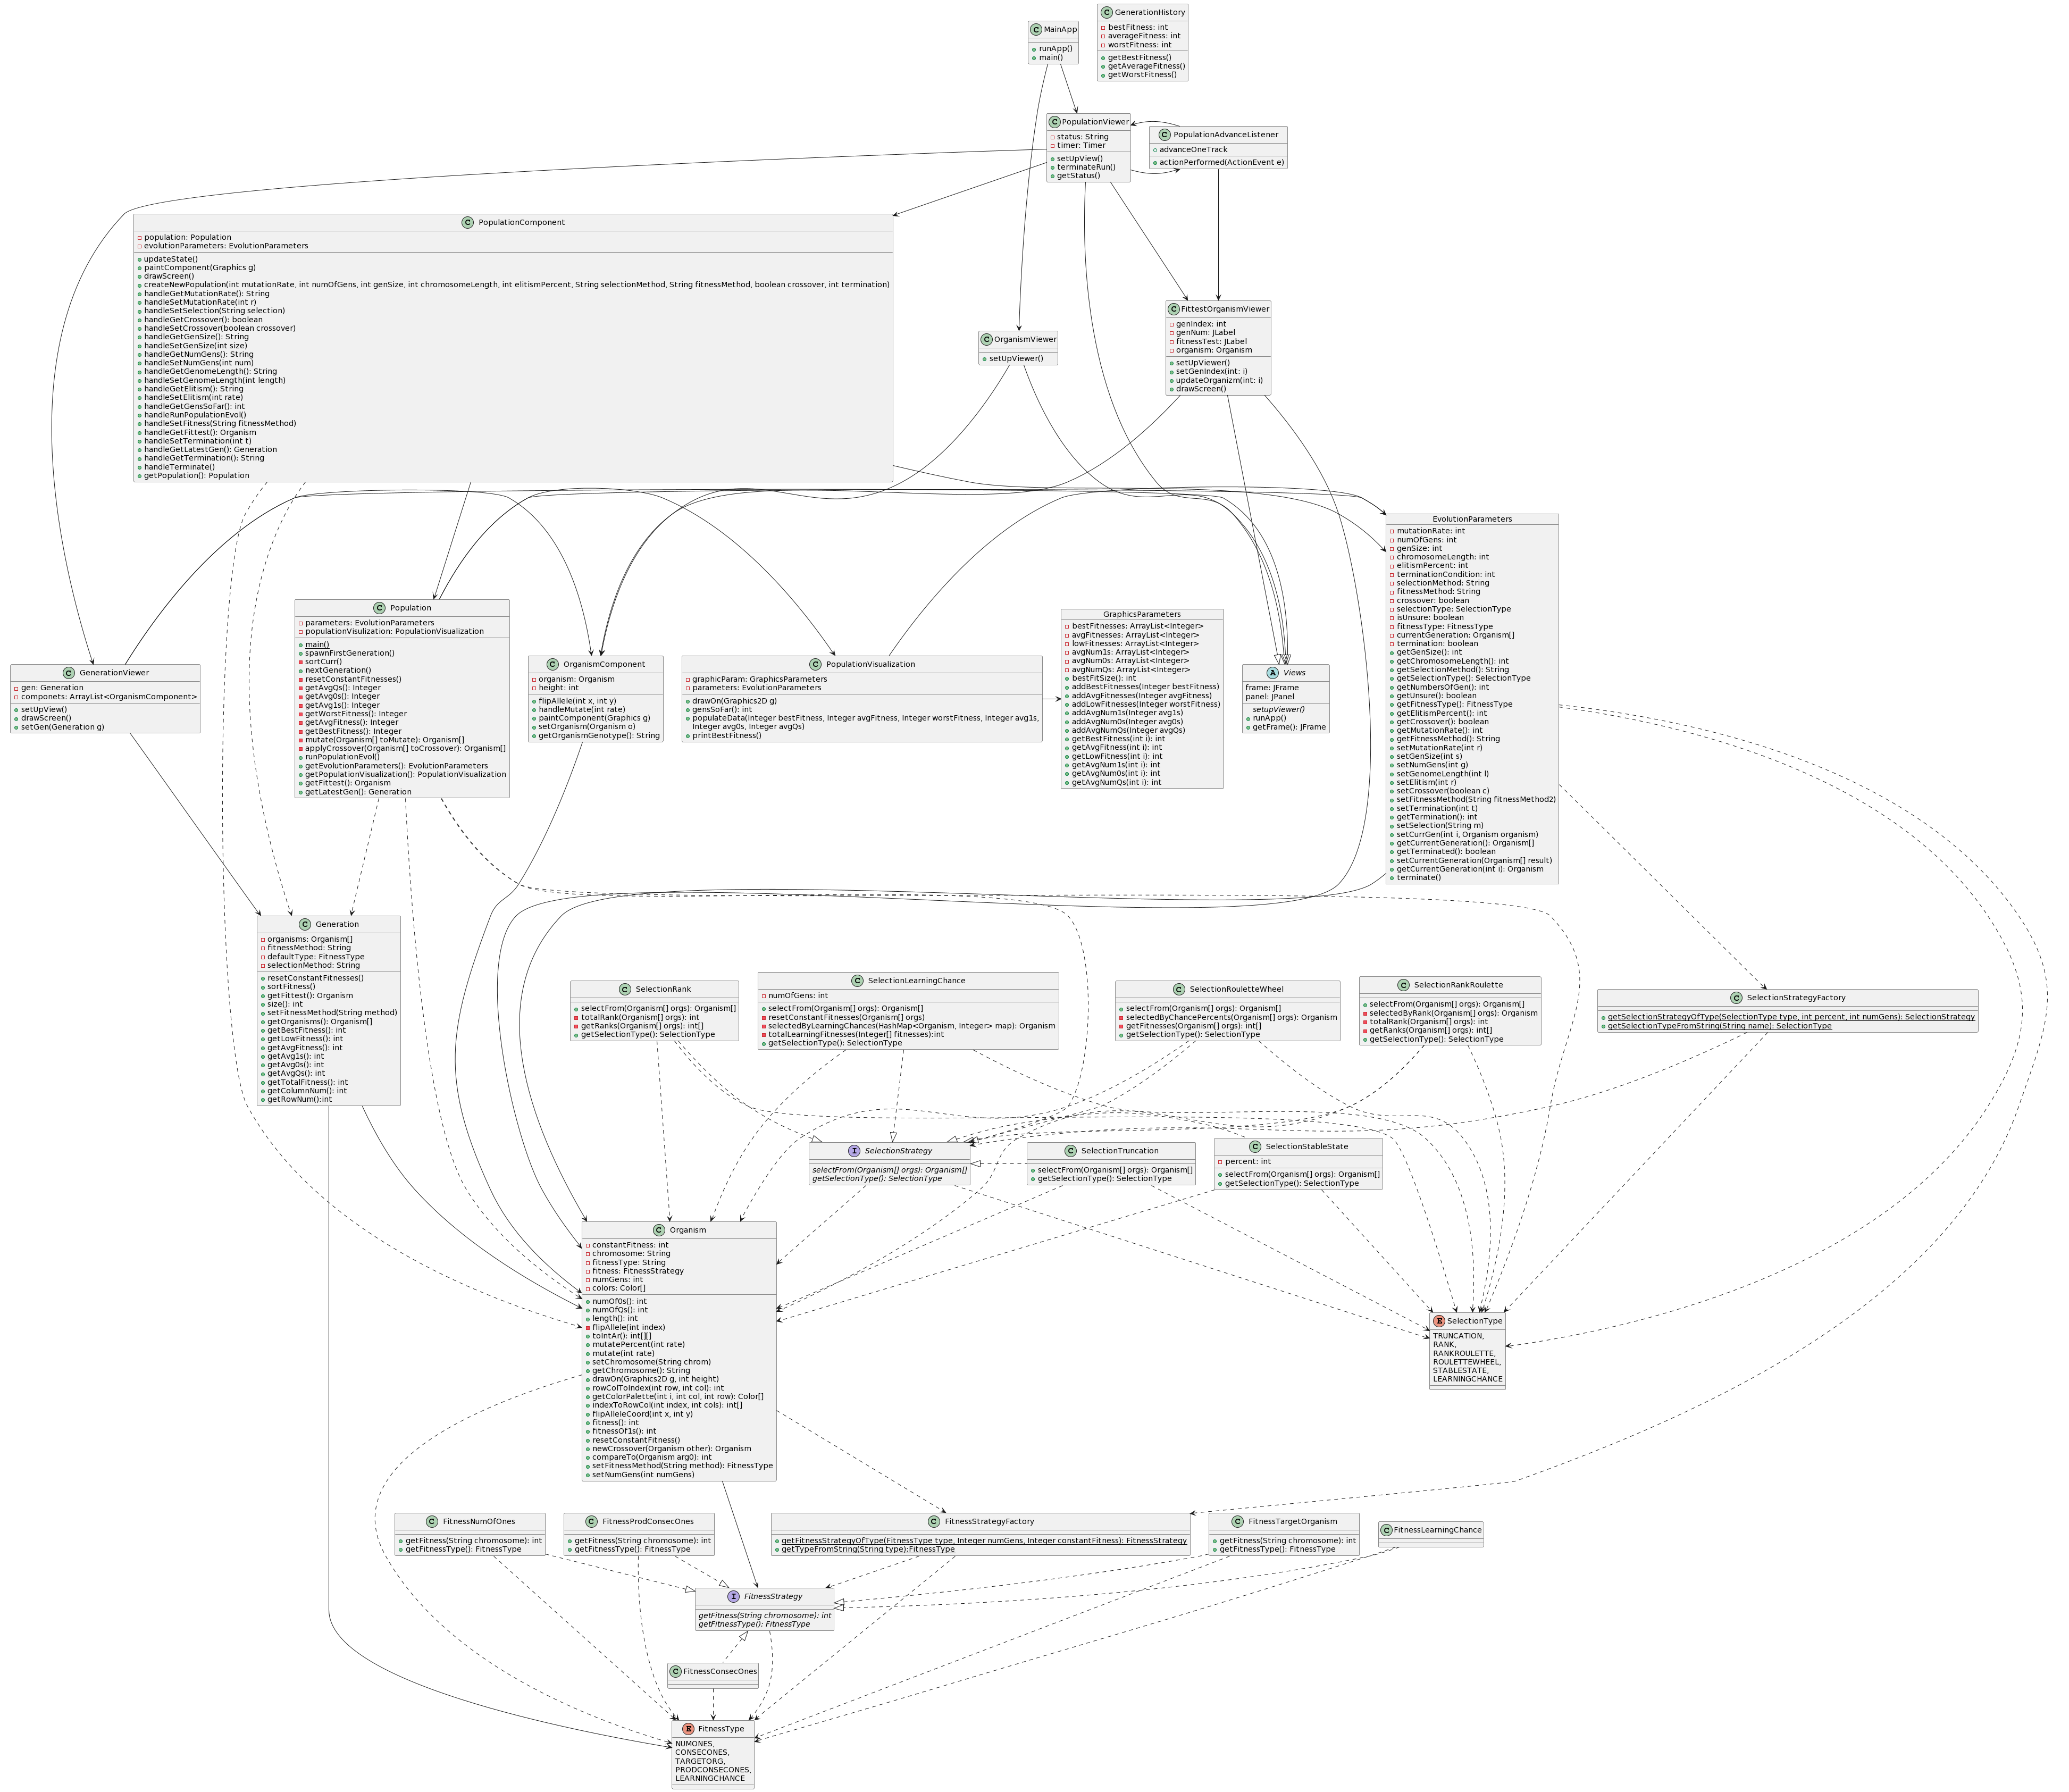 C MainApp
runApp()
main()
C GenerationHistory
bestFitness: int
averageFitness: int
worstFitness: int
getBestFitness()
getAverageFitness()
getWorstFitness()
C PopulationViewer
status: String
timer: Timer
setUpView()
terminateRun()
getStatus()
C PopulationAdvanceListener
advanceOneTrack
actionPerformed(ActionEvent e)
C PopulationComponent
population: Population
evolutionParameters: EvolutionParameters
updateState()
paintComponent(Graphics g)
drawScreen()
createNewPopulation(int mutationRate, int numOfGens, int genSize, int chromosomeLength, int elitismPercent, String selectionMethod, String fitnessMethod, boolean crossover, int termination)
handleGetMutationRate(): String
handleSetMutationRate(int r)
handleSetSelection(String selection)
handleGetCrossover(): boolean
handleSetCrossover(boolean crossover)
handleGetGenSize(): String
handleSetGenSize(int size)
handleGetNumGens(): String
handleSetNumGens(int num)
handleGetGenomeLength(): String
handleSetGenomeLength(int length)
handleGetElitism(): String
handleSetElitism(int rate)
handleGetGensSoFar(): int
handleRunPopulationEvol()
handleSetFitness(String fitnessMethod)
handleGetFittest(): Organism
handleSetTermination(int t)
handleGetLatestGen(): Generation
handleGetTermination(): String
handleTerminate()
getPopulation(): Population
C OrganismViewer
setUpViewer()
C FittestOrganismViewer
genIndex: int
genNum: JLabel
fitnessTest: JLabel
organism: Organism
setUpViewer()
setGenIndex(int: i)
updateOrganizm(int: i)
drawScreen()
EvolutionParameters
mutationRate: int
numOfGens: int
genSize: int
chromosomeLength: int
elitismPercent: int
terminationCondition: int
selectionMethod: String
fitnessMethod: String
crossover: boolean
selectionType: SelectionType
isUnsure: boolean
fitnessType: FitnessType
currentGeneration: Organism[]
termination: boolean
getGenSize(): int
getChromosomeLength(): int
getSelectionMethod(): String
getSelectionType(): SelectionType
getNumbersOfGen(): int
getUnsure(): boolean
getFitnessType(): FitnessType
getElitismPercent(): int
getCrossover(): boolean
getMutationRate(): int
getFitnessMethod(): String
setMutationRate(int r)
setGenSize(int s)
setNumGens(int g)
setGenomeLength(int l)
setElitism(int r)
setCrossover(boolean c)
setFitnessMethod(String fitnessMethod2)
setTermination(int t)
getTermination(): int
setSelection(String m)
setCurrGen(int i, Organism organism)
getCurrentGeneration(): Organism[]
getTerminated(): boolean
setCurrentGeneration(Organism[] result)
getCurrentGeneration(int i): Organism
terminate()
C GenerationViewer
gen: Generation
componets: ArrayList<OrganismComponent>
setUpView()
drawScreen()
setGen(Generation g)
C Population
parameters: EvolutionParameters
populationVisulization: PopulationVisualization
main()
spawnFirstGeneration()
sortCurr()
nextGeneration()
resetConstantFitnesses()
getAvgQs(): Integer
getAvg0s(): Integer
getAvg1s(): Integer
getWorstFitness(): Integer
getAvgFitness(): Integer
getBestFitness(): Integer
mutate(Organism[] toMutate): Organism[]
applyCrossover(Organism[] toCrossover): Organism[]
runPopulationEvol()
getEvolutionParameters(): EvolutionParameters
getPopulationVisualization(): PopulationVisualization
getFittest(): Organism
getLatestGen(): Generation
C OrganismComponent
organism: Organism
height: int
flipAllele(int x, int y)
handleMutate(int rate)
paintComponent(Graphics g)
setOrganism(Organism o)
getOrganismGenotype(): String
C PopulationVisualization
graphicParam: GraphicsParameters
parameters: EvolutionParameters
drawOn(Graphics2D g)
gensSoFar(): int
populateData(Integer bestFitness, Integer avgFitness, Integer worstFitness, Integer avg1s,
Integer avg0s, Integer avgQs)
printBestFitness()
GraphicsParameters
bestFitnesses: ArrayList<Integer>
avgFitnesses: ArrayList<Integer>
lowFitnesses: ArrayList<Integer>
avgNum1s: ArrayList<Integer>
avgNum0s: ArrayList<Integer>
avgNumQs: ArrayList<Integer>
bestFitSize(): int
addBestFitnesses(Integer bestFitness)
addAvgFitnesses(Integer avgFitness)
addLowFitnesses(Integer worstFitness)
addAvgNum1s(Integer avg1s)
addAvgNum0s(Integer avg0s)
addAvgNumQs(Integer avgQs)
getBestFitness(int i): int
getAvgFitness(int i): int
getLowFitness(int i): int
getAvgNum1s(int i): int
getAvgNum0s(int i): int
getAvgNumQs(int i): int
A Views
frame: JFrame
panel: JPanel
setupViewer()
runApp()
getFrame(): JFrame
C Generation
organisms: Organism[]
fitnessMethod: String
defaultType: FitnessType
selectionMethod: String
resetConstantFitnesses()
sortFitness()
getFittest(): Organism
size(): int
setFitnessMethod(String method)
getOrganisms(): Organism[]
getBestFitness(): int
getLowFitness(): int
getAvgFitness(): int
getAvg1s(): int
getAvg0s(): int
getAvgQs(): int
getTotalFitness(): int
getColumnNum(): int
getRowNum():int
C SelectionRank
selectFrom(Organism[] orgs): Organism[]
totalRank(Organism[] orgs): int
getRanks(Organism[] orgs): int[]
getSelectionType(): SelectionType
C SelectionLearningChance
numOfGens: int
selectFrom(Organism[] orgs): Organism[]
resetConstantFitnesses(Organism[] orgs)
selectedByLearningChances(HashMap<Organism, Integer> map): Organism
totalLearningFitnesses(Integer[] fitnesses):int
getSelectionType(): SelectionType
C SelectionRouletteWheel
selectFrom(Organism[] orgs): Organism[]
selectedByChancePercents(Organism[] orgs): Organism
getFitnesses(Organism[] orgs): int[]
getSelectionType(): SelectionType
C SelectionRankRoulette
selectFrom(Organism[] orgs): Organism[]
selectedByRank(Organism[] orgs): Organism
totalRank(Organism[] orgs): int
getRanks(Organism[] orgs): int[]
getSelectionType(): SelectionType
C SelectionStrategyFactory
getSelectionStrategyOfType(SelectionType type, int percent, int numGens): SelectionStrategy
getSelectionTypeFromString(String name): SelectionType
I SelectionStrategy
selectFrom(Organism[] orgs): Organism[]
getSelectionType(): SelectionType
C SelectionTruncation
selectFrom(Organism[] orgs): Organism[]
getSelectionType(): SelectionType
C SelectionStableState
percent: int
selectFrom(Organism[] orgs): Organism[]
getSelectionType(): SelectionType
C Organism
constantFitness: int
chromosome: String
fitnessType: String
fitness: FitnessStrategy
numGens: int
colors: Color[]
numOf0s(): int
numOfQs(): int
length(): int
flipAllele(int index)
toIntAr(): int[][]
mutatePercent(int rate)
mutate(int rate)
setChromosome(String chrom)
getChromosome(): String
drawOn(Graphics2D g, int height)
rowColToIndex(int row, int col): int
getColorPalette(int i, int col, int row): Color[]
indexToRowCol(int index, int cols): int[]
flipAlleleCoord(int x, int y)
fitness(): int
fitnessOf1s(): int
resetConstantFitness()
newCrossover(Organism other): Organism
compareTo(Organism arg0): int
setFitnessMethod(String method): FitnessType
setNumGens(int numGens)
E SelectionType
TRUNCATION,
RANK,
RANKROULETTE,
ROULETTEWHEEL,
STABLESTATE,
LEARNINGCHANCE
C FitnessNumOfOnes
getFitness(String chromosome): int
getFitnessType(): FitnessType
C FitnessProdConsecOnes
getFitness(String chromosome): int
getFitnessType(): FitnessType
C FitnessStrategyFactory
getFitnessStrategyOfType(FitnessType type, Integer numGens, Integer constantFitness): FitnessStrategy
getTypeFromString(String type):FitnessType
C FitnessTargetOrganism
getFitness(String chromosome): int
getFitnessType(): FitnessType
C FitnessLearningChance
I FitnessStrategy
getFitness(String chromosome): int
getFitnessType(): FitnessType
C FitnessConsecOnes
E FitnessType
NUMONES,
CONSECONES,
TARGETORG,
PRODCONSECONES,
LEARNINGCHANCE